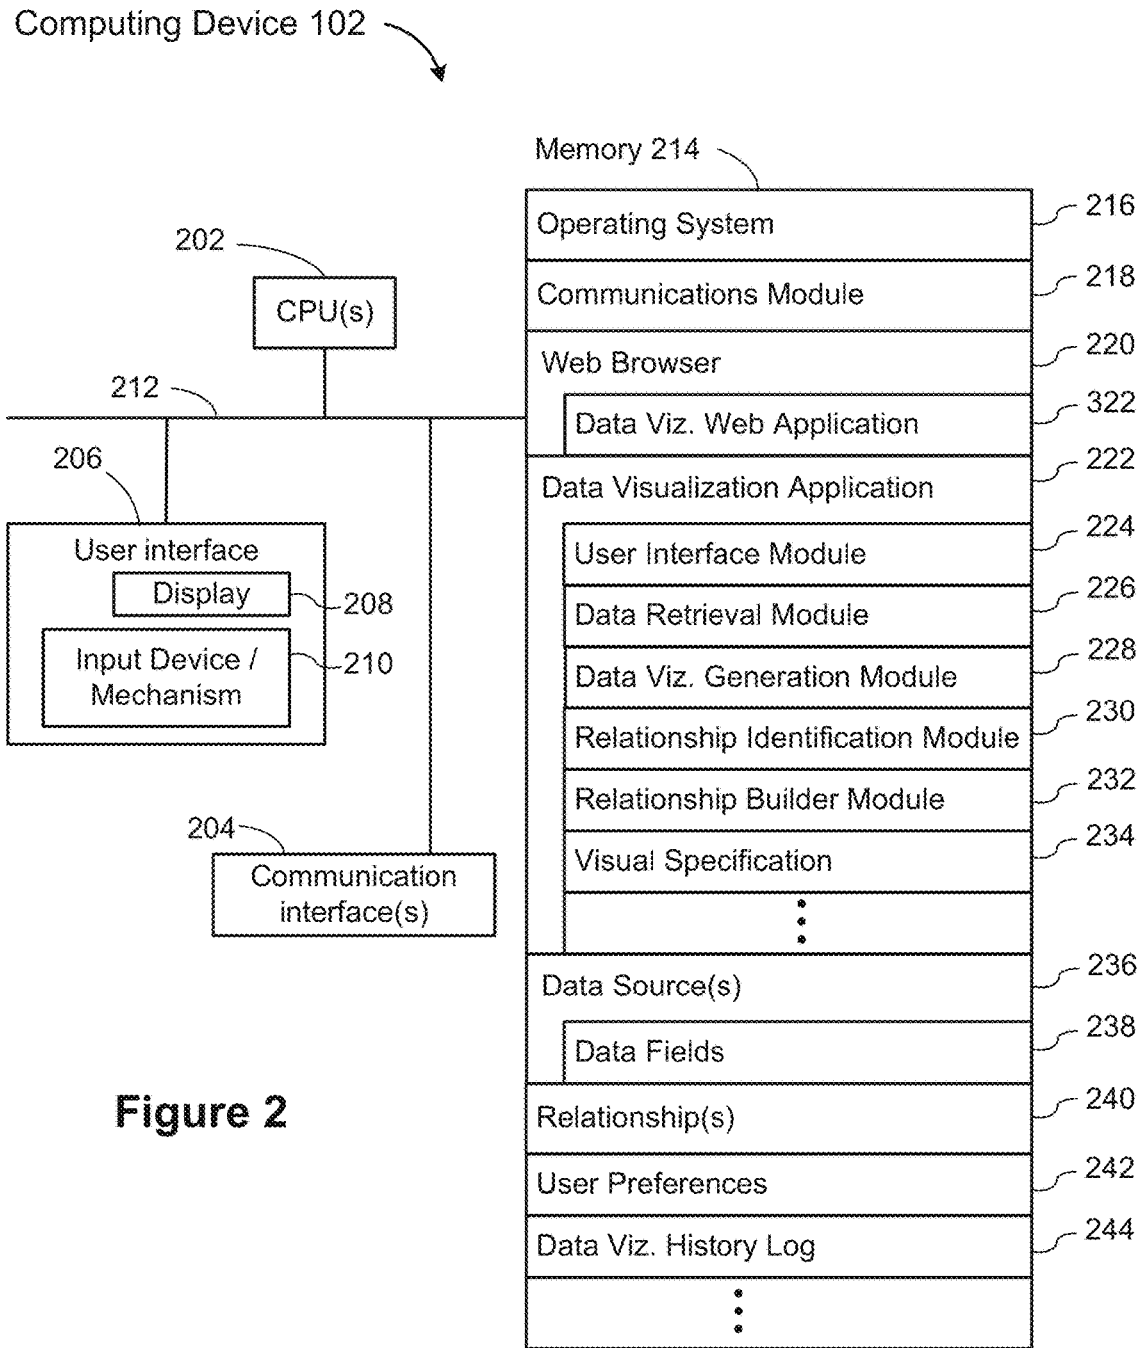 Computing Device 102
Memory 214
Operating System 216
Communications Module 218
Web Browser 220
Data Viz. Web Application 322
Data Visualization Application 222
User Interface Module 224
Data Retrieval Module 226
Data Viz. Generation Module 228
Relationship Identification Module 230
Relationship Builder Module 232
Visual Specification 234
Data Source(s) 236
Data Fields 238
Relationship(s) 240
User Preferences 242
Data Viz. History Log 244
202
CPU(s)
212
206
User interface
Display 208
Input Device / 210
Mechanism
204
Communication
interface(s)
Figure 2